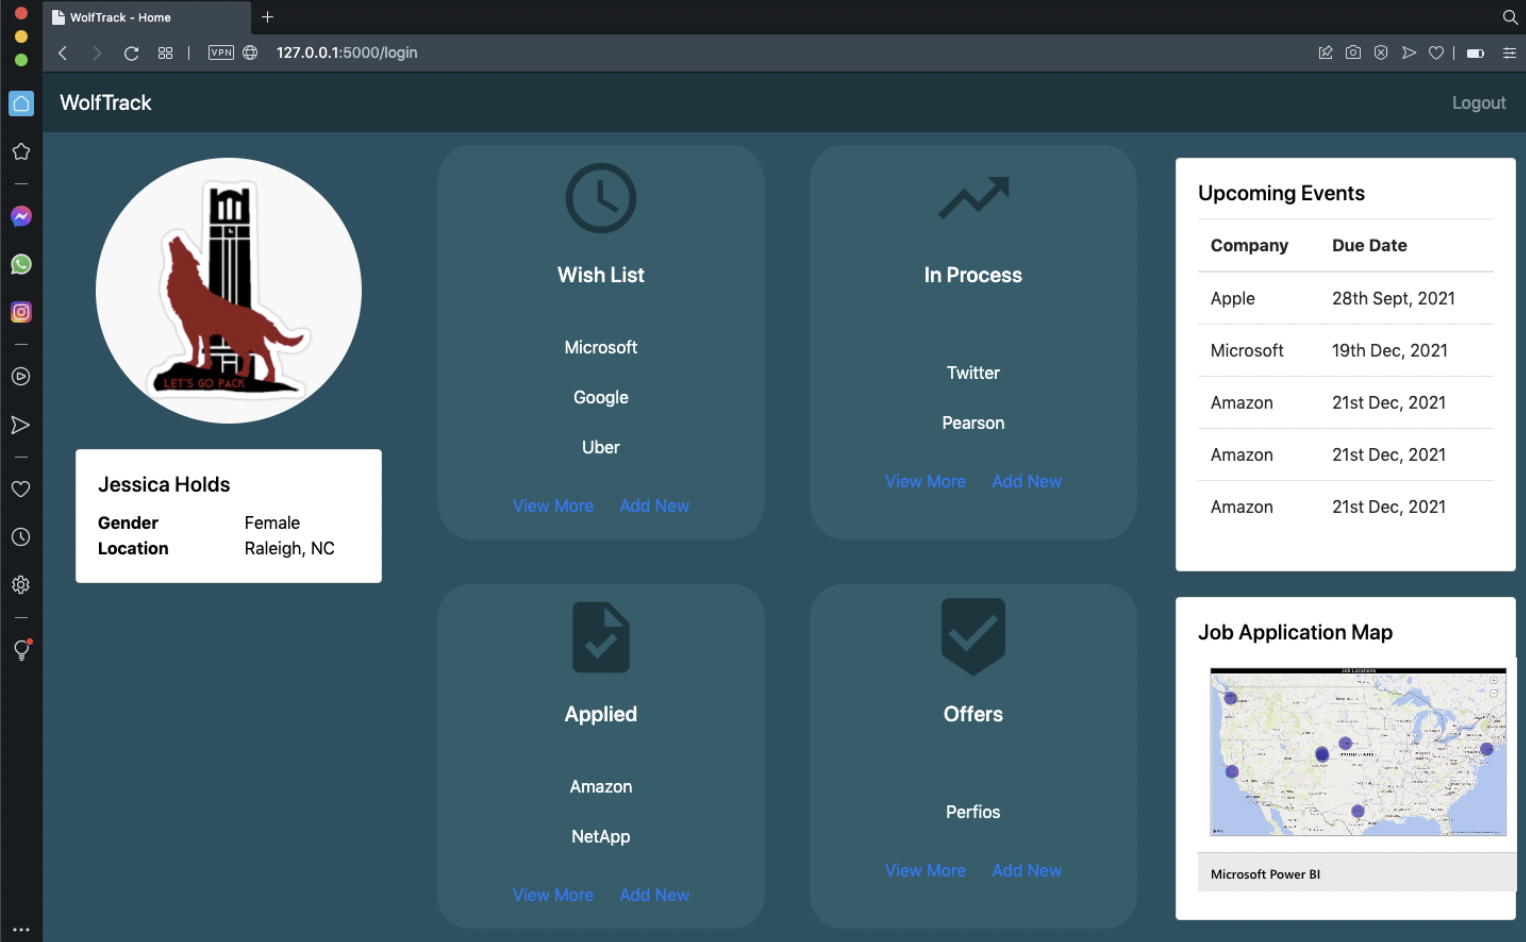 WolfTrack - Home
VPN
127.0.0.1:5000/login
WolfTrack
Logout
LET'S GO PACK
Jessica Holds
Gender Female
Location Raleigh, NC
Wish List
Microsoft
Google
Uber
View More Add New
In Process
Twitter
Pearson
View More Add New
Applied
Amazon
NetApp
View More Add New
Offers
Perfios
View More Add New
Upcoming Events
Company Due Date
Apple 28th Sept, 2021
Microsoft 19th Dec, 2021
Amazon 21st Dec, 2021
Amazon 21st Dec, 2021
Amazon 21st Dec, 2021
Job Application Map
Job Locations
UNITED STATES
Microsoft Power BI